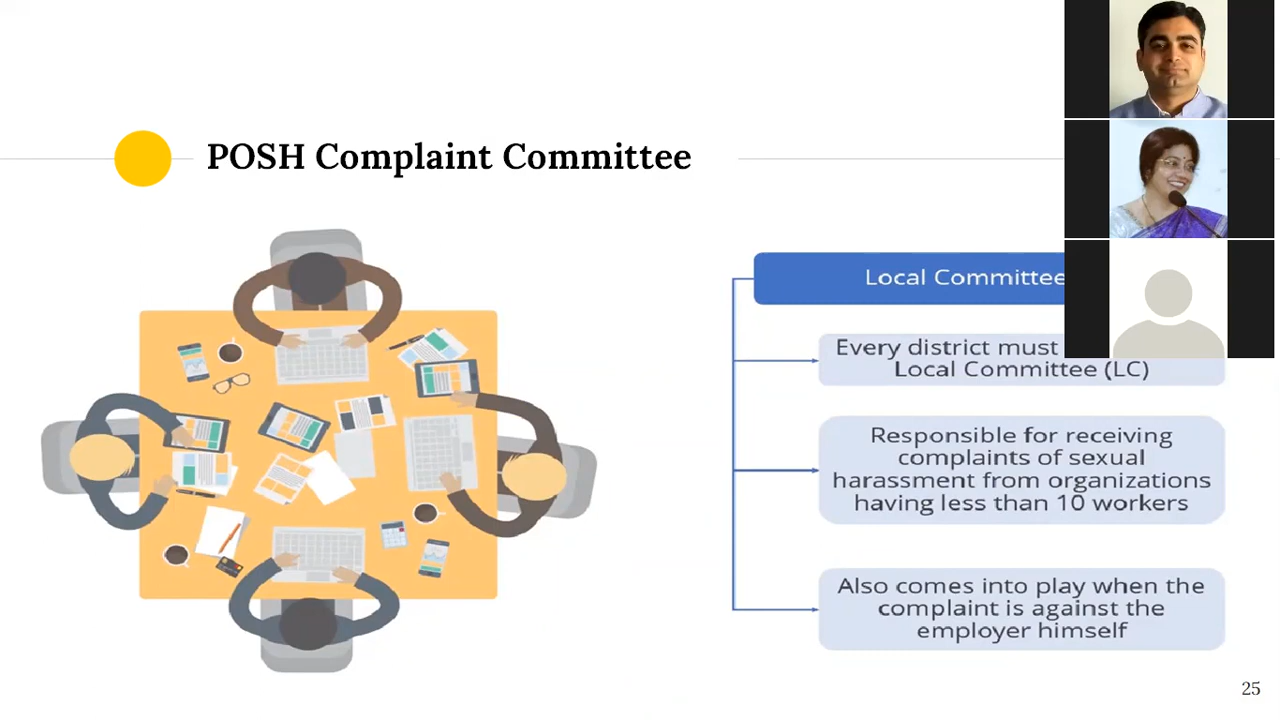 POSH Complaint Committee
Local Committee
Every district must
Local Committee (LC)
Responsible for receiving
complaints of sexual
harassment from organizations
having less than 10 workers
Also comes into play when the
complaint is against the
employer himself
25